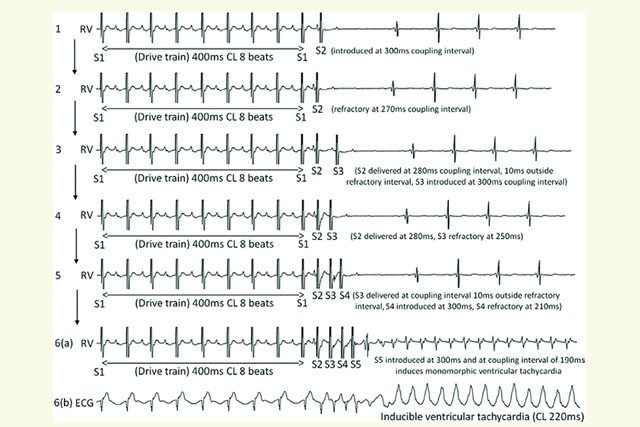 1 RV
S1 (Drive train) 400ms CL 8 beats S1 S2 (introduced at 300ms coupling interval)
2 RV
S1 (Drive train) 400ms CL 8 beats S1 S2 (refractory at 270ms coupling interval)
3 RV
S1 (Drive train) 400ms CL 8 beats S1 S2 S3 (S2 delivered at 280ms coupling interval, 10ms outside
refractory interval, S3 introduced at 300ms coupling interval)
4 RV
S1 (Drive train) 400ms CL 8 beats S1 S2 S3 (S2 delivered at 280ms, S3 refractory at 250ms)
5 RV
S1 (Drive train) 400ms CL 8 beats S1 S2 S3 S4 (S3 delivered at coupling interval 10ms outside refractory
interval, S4 introduced at 300ms, S4 refractory at 210ms)
6(a) RV
S1 (Drive train) 400ms CL 8 beats S2 S3 S4 S5 S5 introduced at 300ms and at coupling interval of 190ms
induces monomorphic ventricular tachycardia
6(b) ECG
Inducible ventricular tachycardia (CL 220ms)